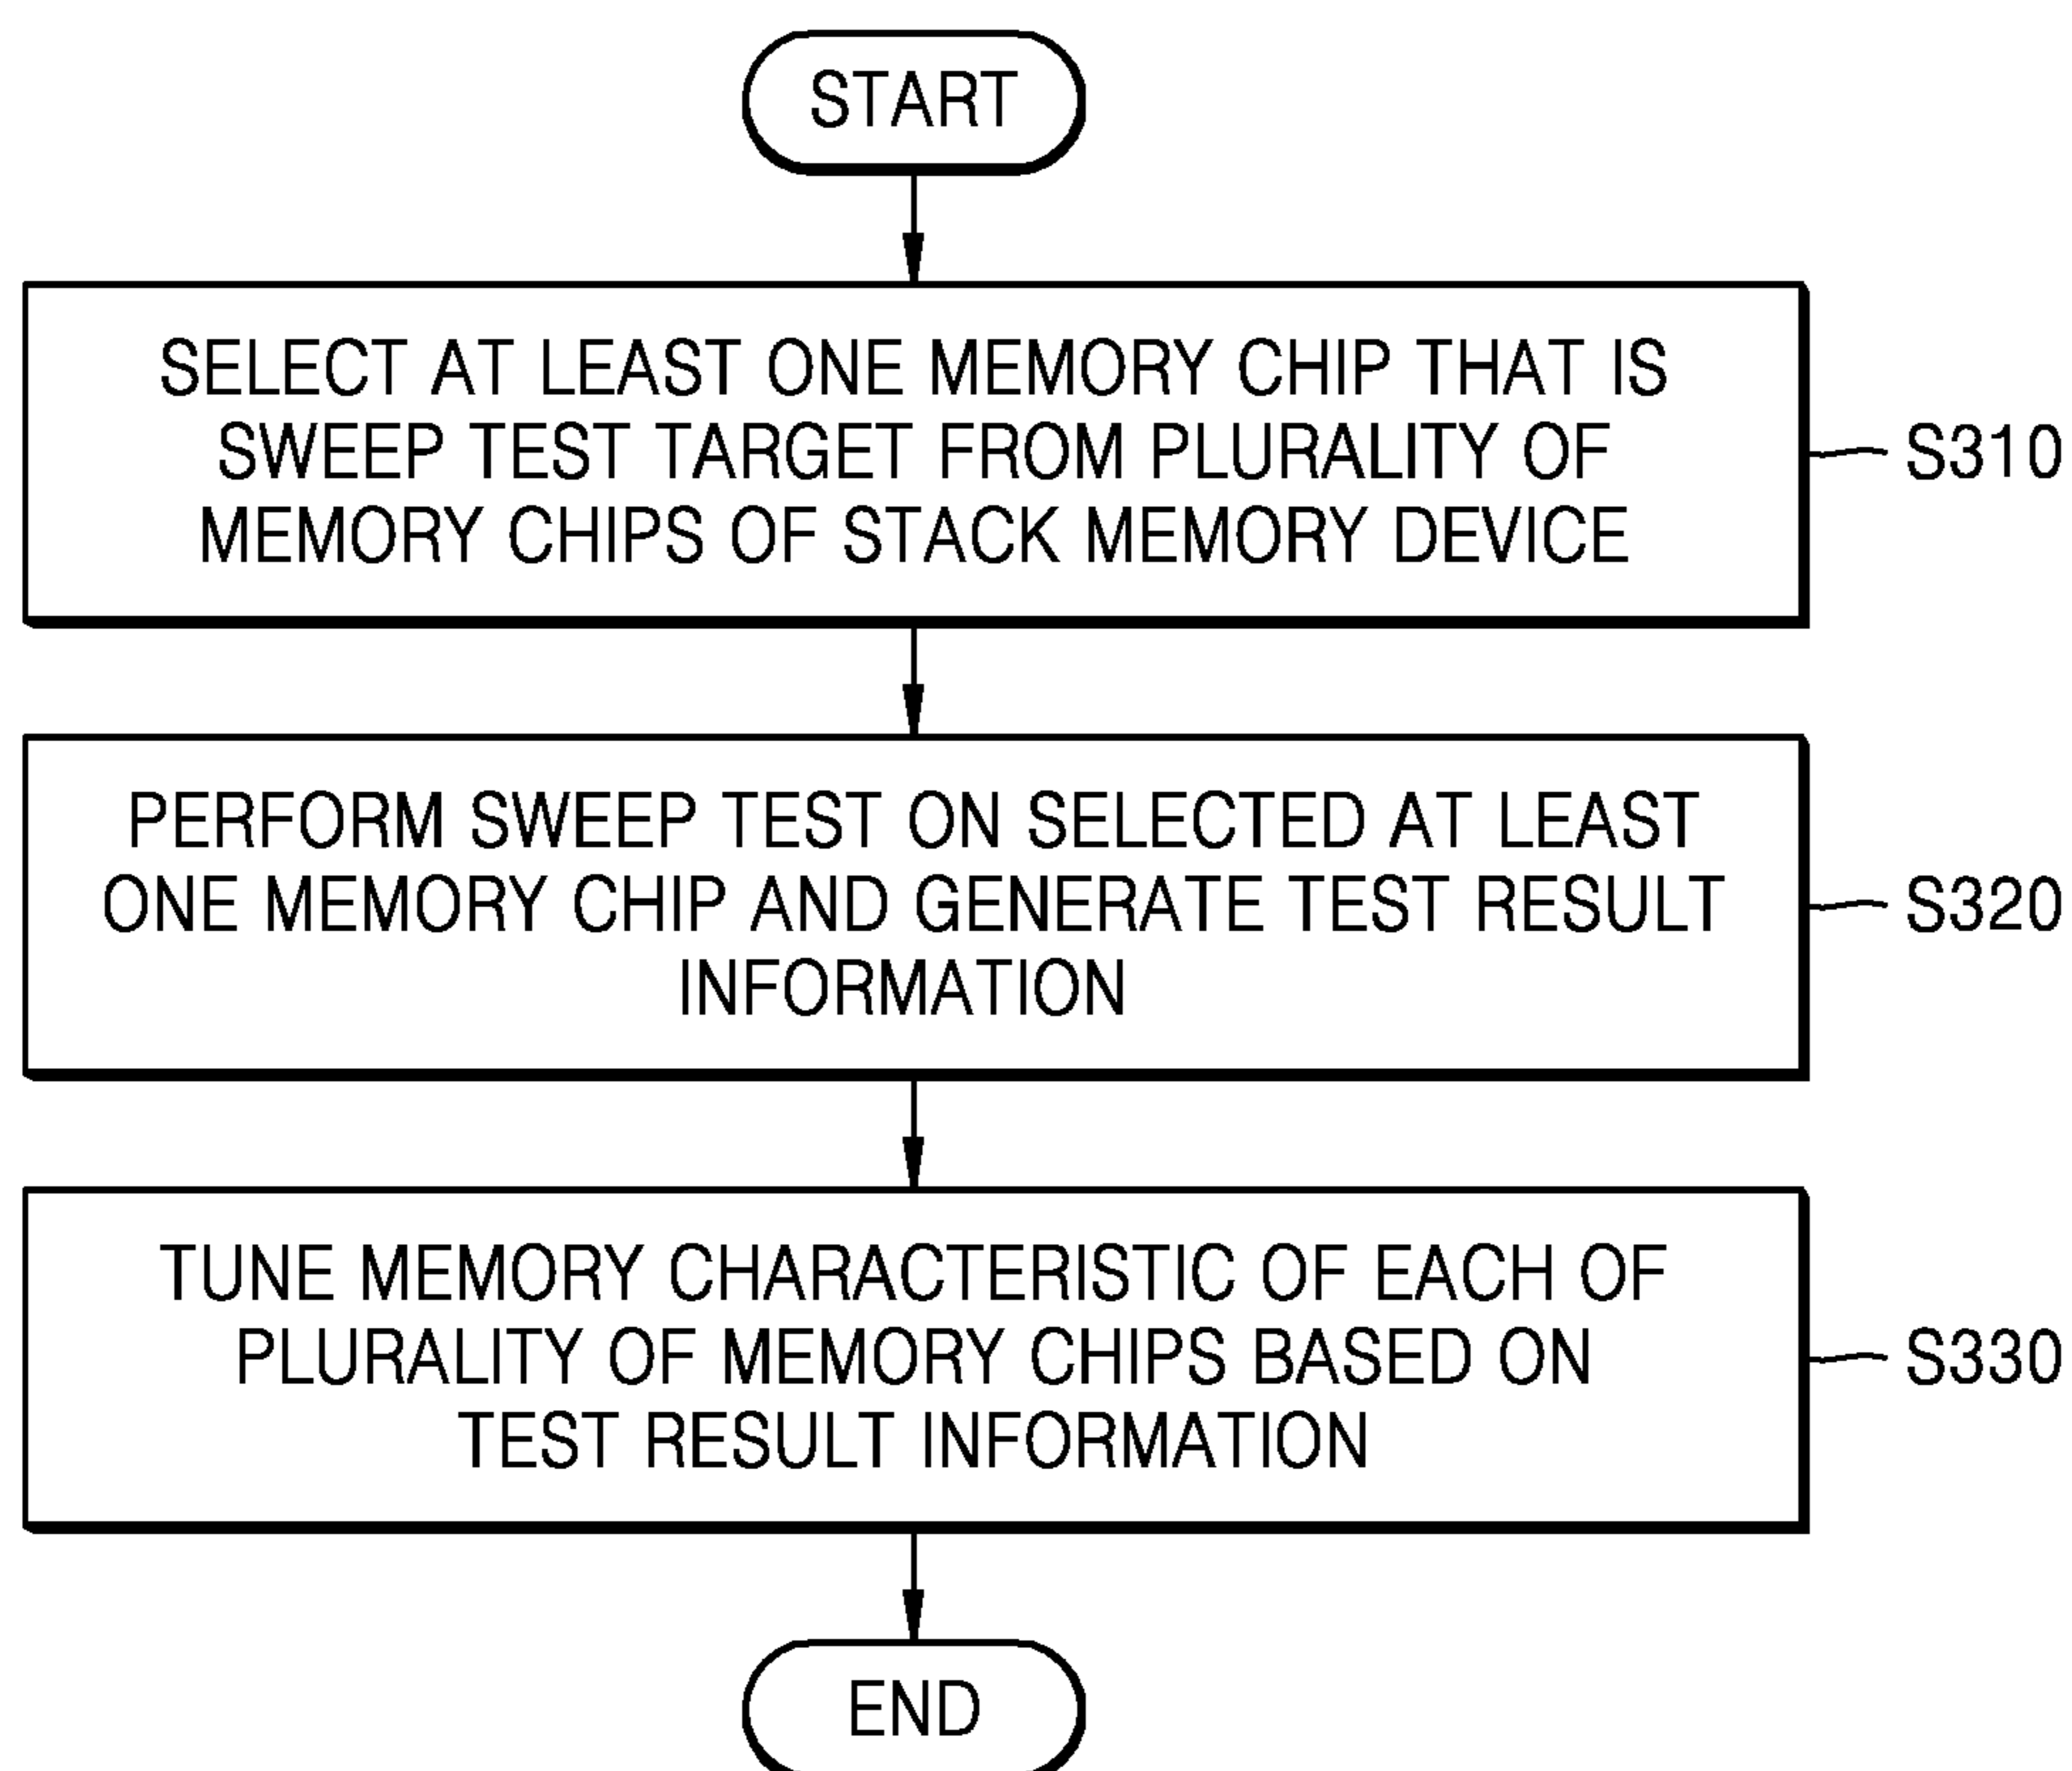 START
SELECT AT LEAST ONE MEMORY CHIP THAT IS
SWEEP TEST TARGET FROM PLURALITY OF
MEMORY CHIPS OF STACK MEMORY DEVICE
S310
PERFORM SWEEP TEST ON SELECTED AT LEAST
ONE MEMORY CHIP AND GENERATE TEST RESULT
INFORMATION
S320
TUNE MEMORY CHARACTERISTIC OF EACH OF
PLURALITY OF MEMORY CHIPS BASED ON
TEST RESULT INFORMATION
S330
END